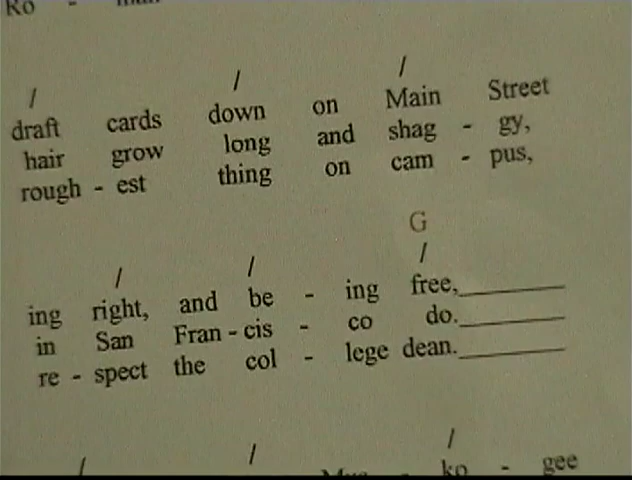 Ro - man
/ / /
draft cards down on Main Street
hair grow long and shag - gy,
rough - est thing on cam - pus,
G
/ / /
ing right, and be - ing free,
in San Fran - cis - co do.
re - spect the col - lege dean.
/ / /
ko - gee